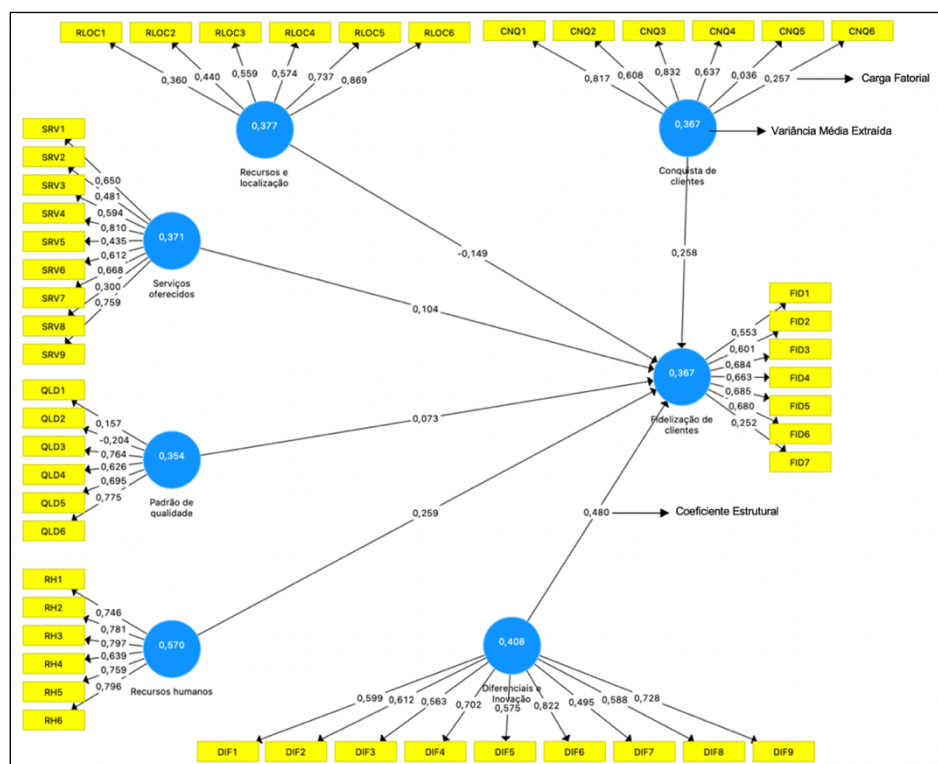 RLOC1 RLOC2 RLOC3 RLOC4 RLOC5 RLOC6
0,360 0,440 0,559 0,574 0,737 0,869
0,377
Recursos e
localização
CNQ1 CNQ2 CNQ3 CNQ4 CNQ5 CNQ6
0,817 0,608 0,832 0,637 0,036 0,257
Carga Fatorial
0,367
Variância Média Extraída
Conquista de
clientes
SRV1
SRV2
SRV3
SRV4
SRV5
SRV6
SRV7
SRV8
SRV9
0,650
0,481
0,594
0,810
0,435
0,612
0,668
0,300
0,759
0,371
Serviços
oferecidos
-0,149
0,258
0,104
QLD1
QLD2
QLD3
QLD4
QLD5
QLD6
0,157
-0,204
0,764
0,626
0,695
0,775
0,354
Padrão de
qualidade
0,073
0,367
Fidelização de
clientes
0,553
0,601
0,684
0,663
0,685
0,680
0,252
FID1
FID2
FID3
FID4
FID5
FID6
FID7
0,259
0,480
Coeficiente Estrutural
RH1
RH2
RH3
RH4
RH5
RH6
0,746
0,781
0,797
0,639
0,759
0,796
0,570
Recursos humanos
0,408
Diferenciais e
Inovação
0,599 0,612 0,563 0,702 0,575 0,822 0,495 0,588 0,728
DIF1 DIF2 DIF3 DIF4 DIF5 DIF6 DIF7 DIF8 DIF9